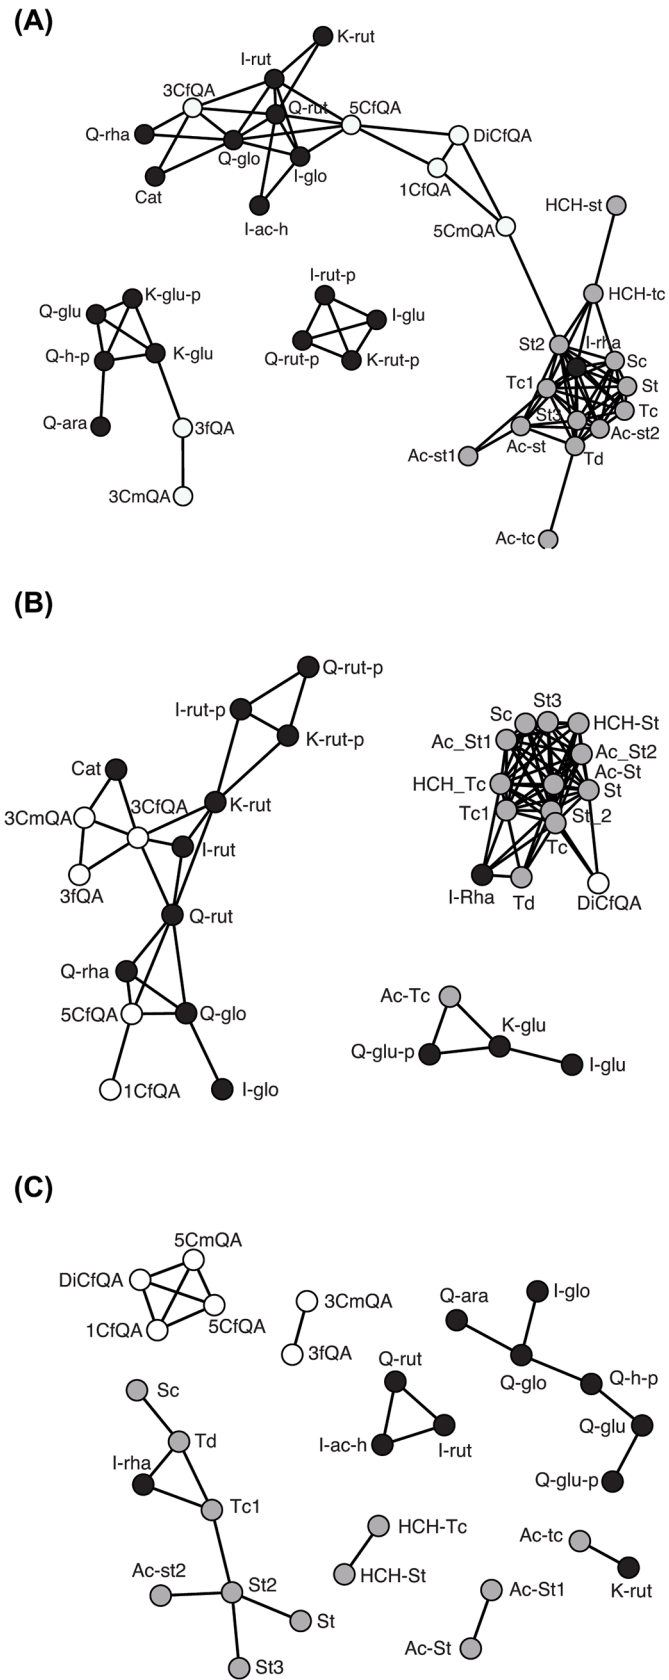 (A)
K-rut
I-rut
3CfQA
Q-rut
5CfQA
Q-rha
DiCfQA
Q-glo
I-glo
Cat
1CfQA
I-ac-h
5CmQA
HCH-st
I-rut-p
K-glu-p
HCH-tc
Q-glu
I-glu
St2
I-rha
Q-h-p
K-glu
Q-rut-p
K-rut-p
Sc
Tc1
St
St3
Tc
Q-ara
3fQA
Ac-st
Ac-st2
Ac-st1
Td
3CmQA
Ac-tc
(B)
Q-rut-p
I-rut-p
St3
Sc
HCH-St
K-rut-p
Ac_St1
Ac_St2
Cat
Ac-St
HCH_Tc
St
3CmQA
3CfQA
K-rut
Tc1
St_2
I-rut
Tc
3fQA
I-Rha
Td
DiCfQA
Q-rut
Q-rha
Ac-Tc
5CfQA
Q-glo
K-glu
Q-glu-p
I-glu
1CfQA
I-glo
(C)
5CmQA
DiCfQA
3CmQA
Q-ara
I-glo
1CfQA
5CfQA
3fQA
Q-rut
Q-glo
Q-h-p
Sc
Q-glu
Td
I-ac-h
I-rut
I-rha
Q-glu-p
Tc1
HCH-Tc
Ac-tc
Ac-st2
HCH-St
K-rut
St2
Ac-St1
St
Ac-St
St3